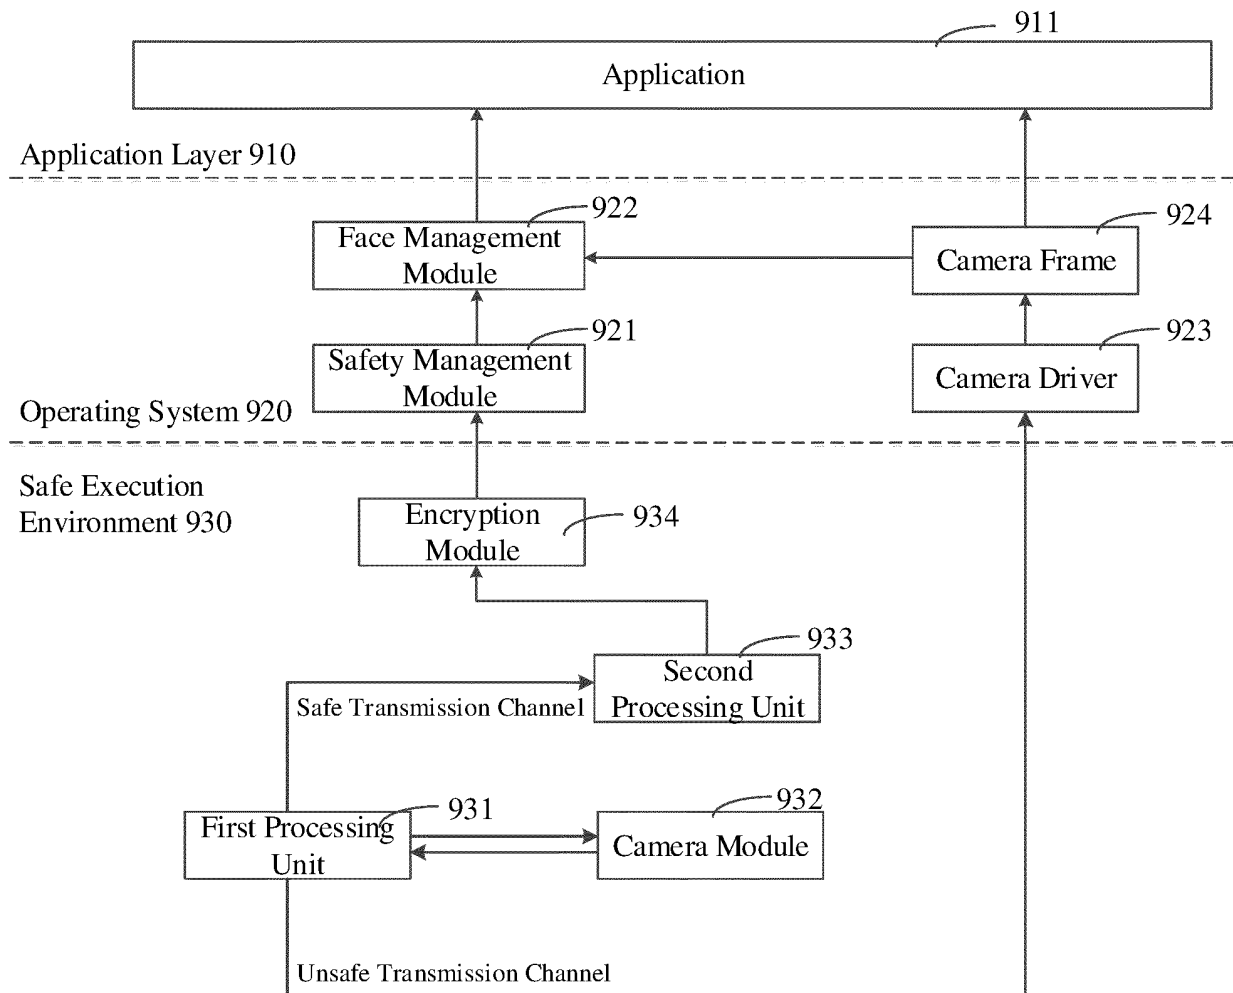 911
Application
Application Layer 910
922
Face Management
Module
924
Camera Frame
921
Safety Management
Module
923
Camera Driver
Operating System 920
Safe Execution
Environment 930
Encryption
Module
934
933
Second
Processing Unit
Safe Transmission Channel
931
First Processing
Unit
932
Camera Module
Unsafe Transmission Channel